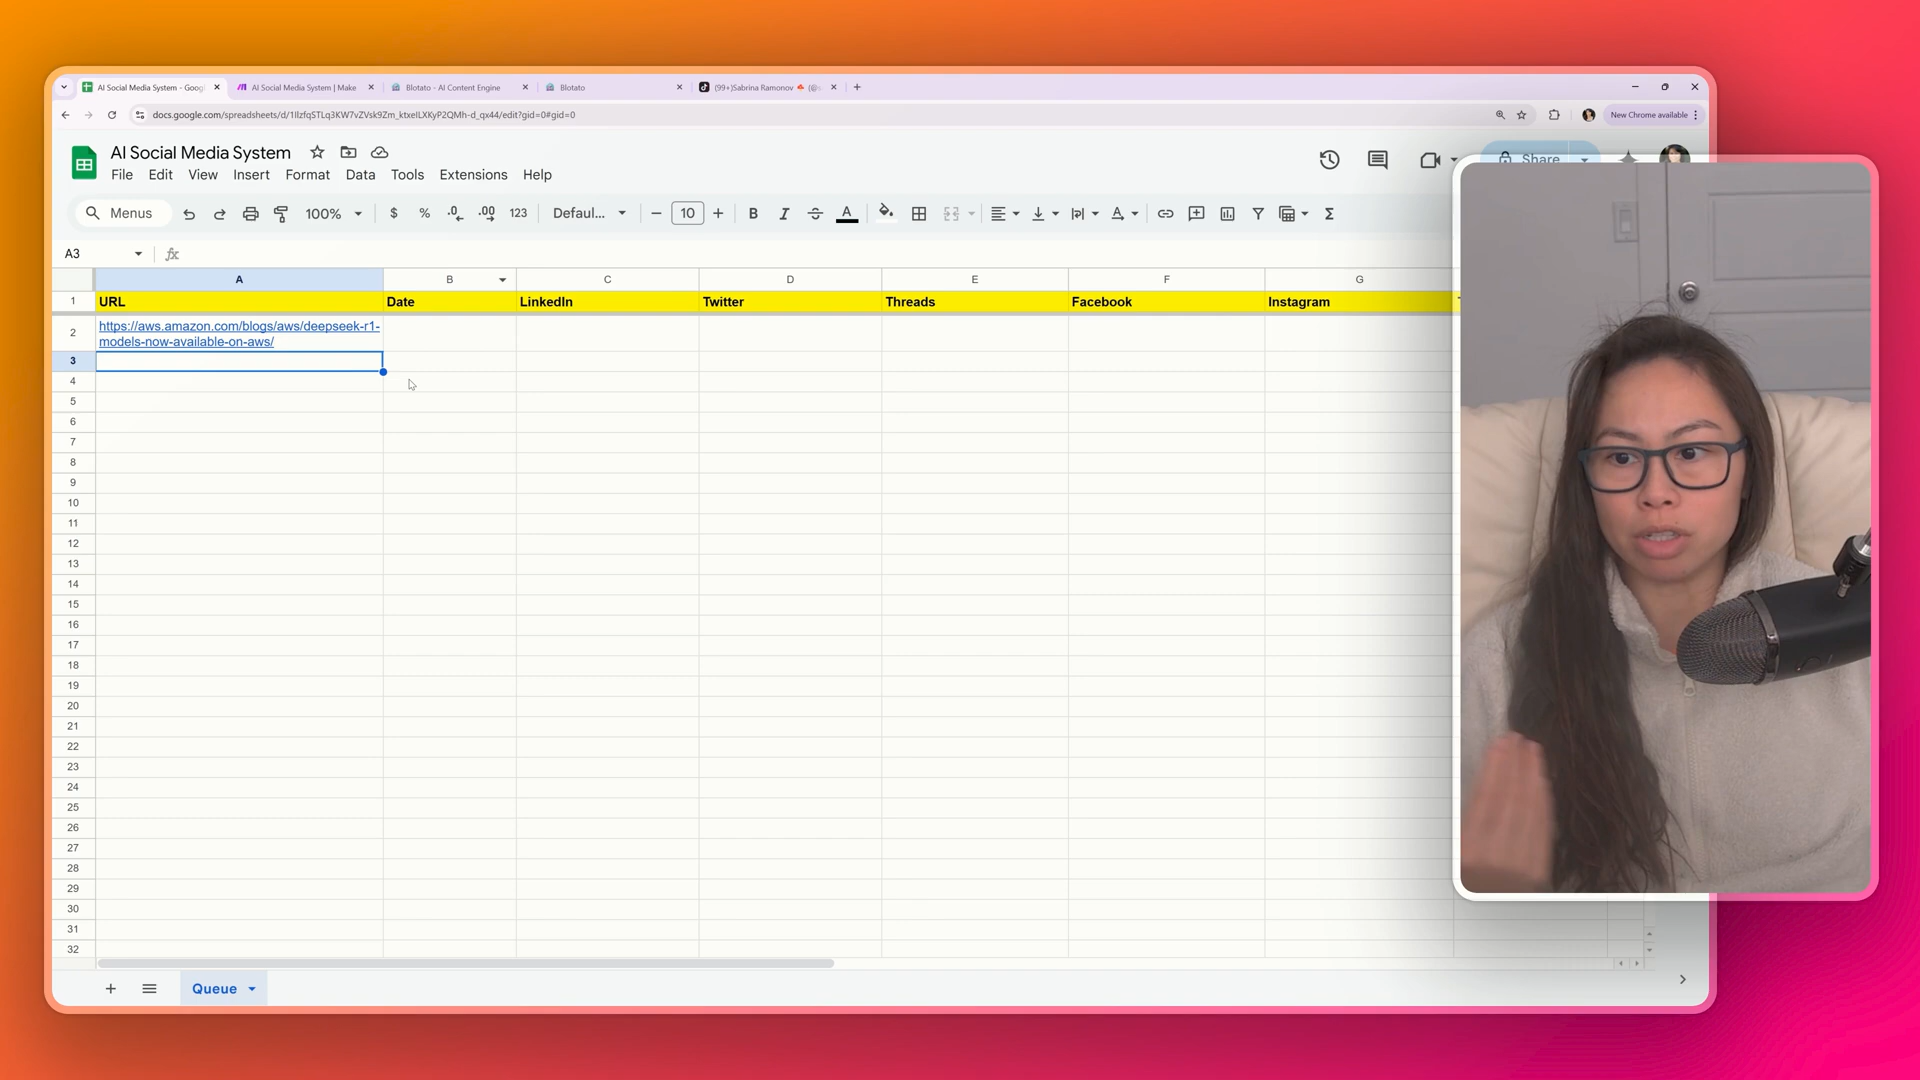 AI Social Media System - Goog
AI Social Media System | Make
Blotato - AI Content Engine
Blotato
(99+)Sabrina Ramonov
docs.google.com/spreadsheets/d/1IlzfqSTLq3KW7vZVsk9Zm_ktxeILXKyP2QMh-d_qx44/edit?gid=0#gid=0
New Chrome available
AI Social Media System
Share
File Edit View Insert Format Data Tools Extensions Help
Menus 100% $ % .0 .00 123 Defaul... 10 B I A
A3 fx
A B C D E F G
1 URL Date LinkedIn Twitter Threads Facebook Instagram
2 https://aws.amazon.com/blogs/aws/deepseek-r1-
models-now-available-on-aws/
3
4
5
6
7
8
9
10
11
12
13
14
15
16
17
18
19
20
21
22
23
24
25
26
27
28
29
30
31
32
Queue